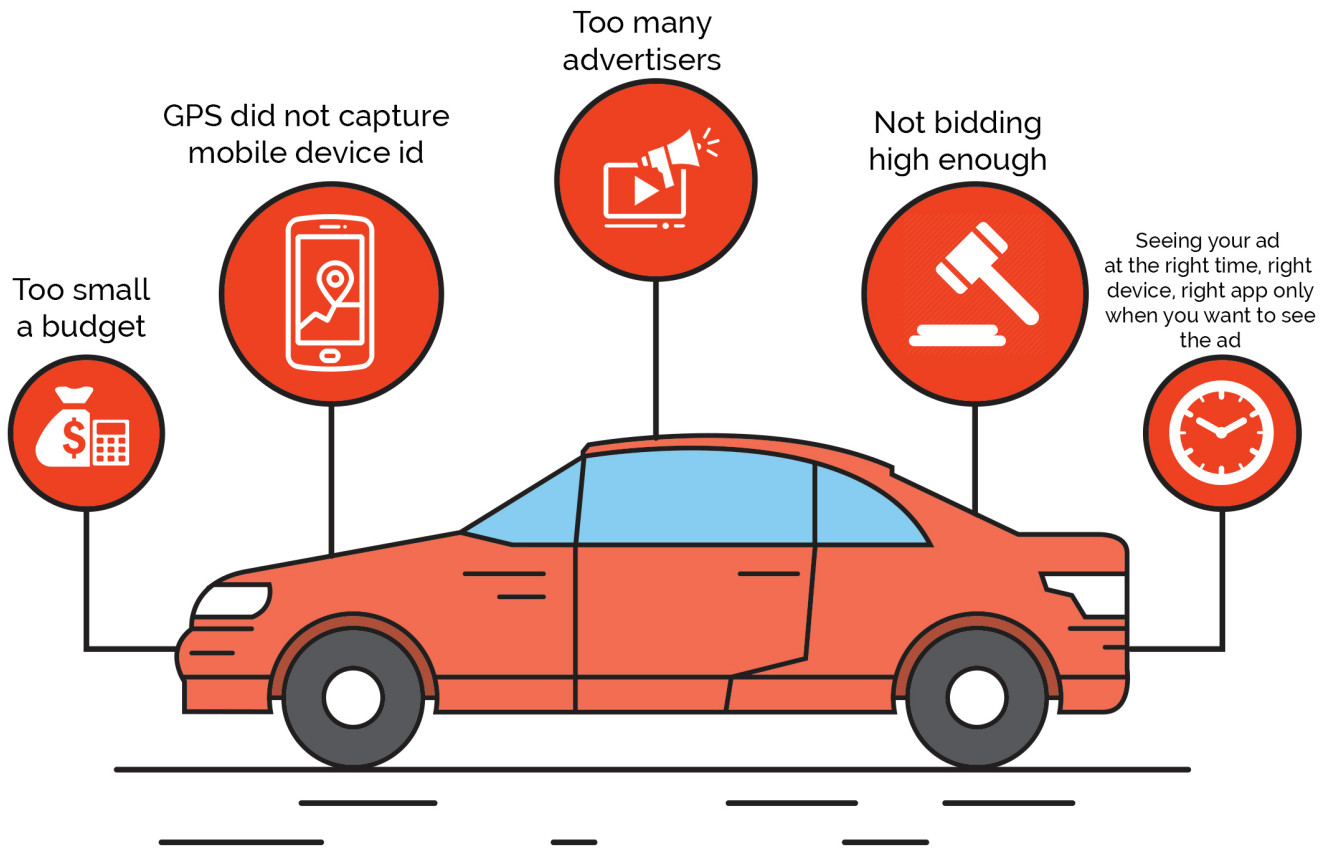 Too many
advertisers
GPS did not capture
mobile device id
Not bidding
high enough
Seeing your ad
at the right time, right
device, right app only
when you want to see
the ad
Too small
a budget
$